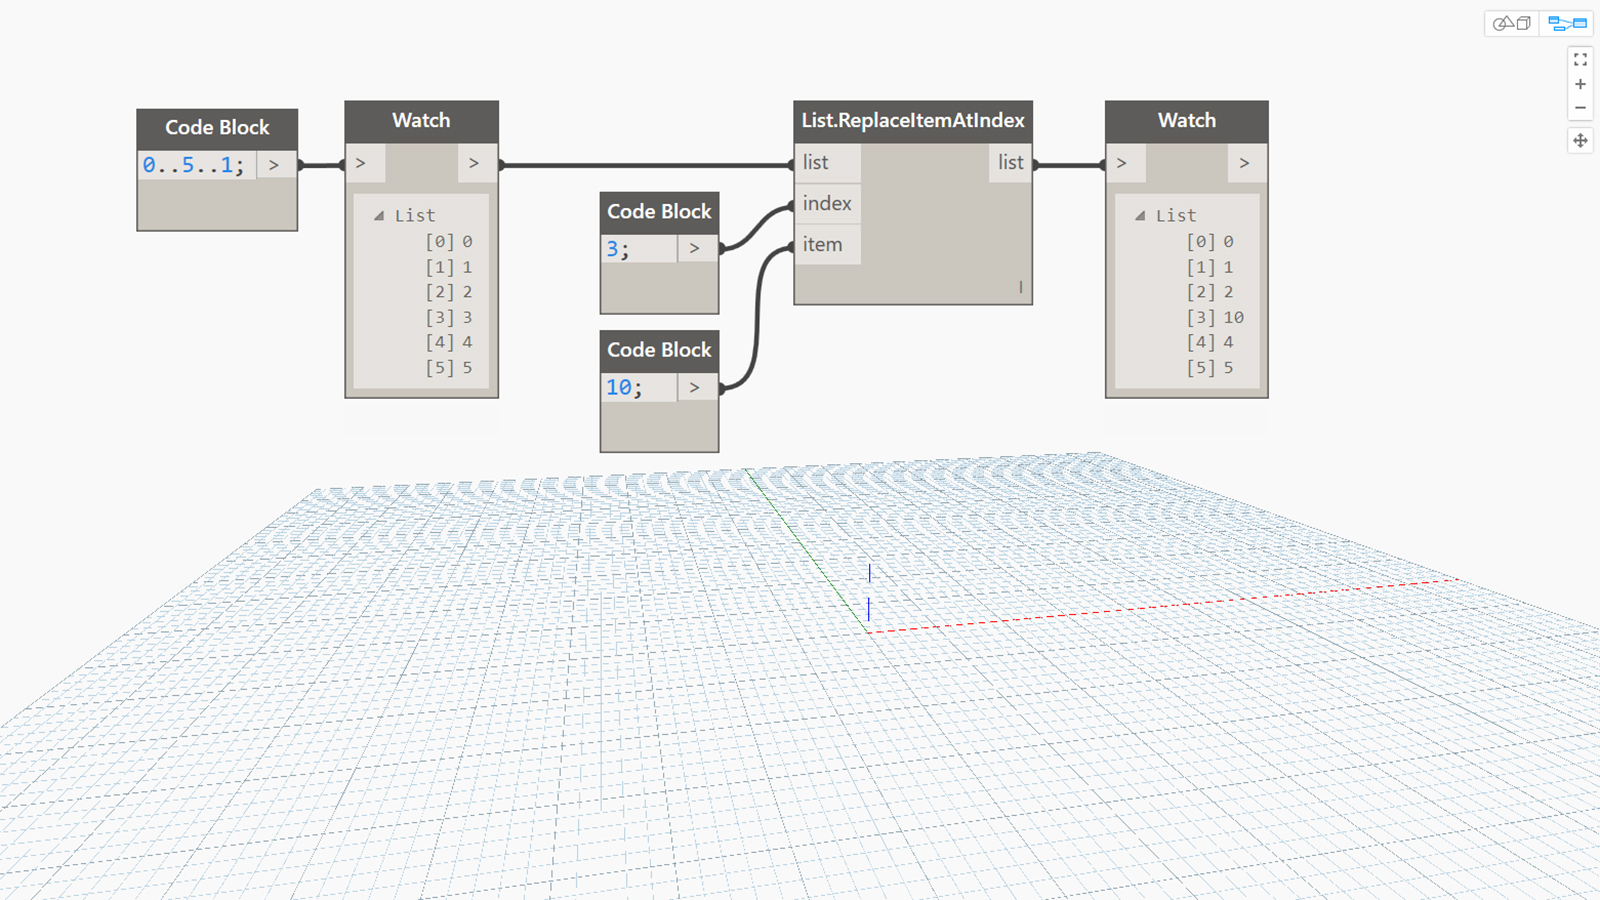 Code Block
0..5..1; >
Watch
> >
List
[0] 0
[1] 1
[2] 2
[3] 3
[4] 4
[5] 5
Code Block
3; >
Code Block
10; >
List.ReplaceItemAtIndex
list list
index
item
Watch
> >
List
[0] 0
[1] 1
[2] 2
[3] 10
[4] 4
[5] 5